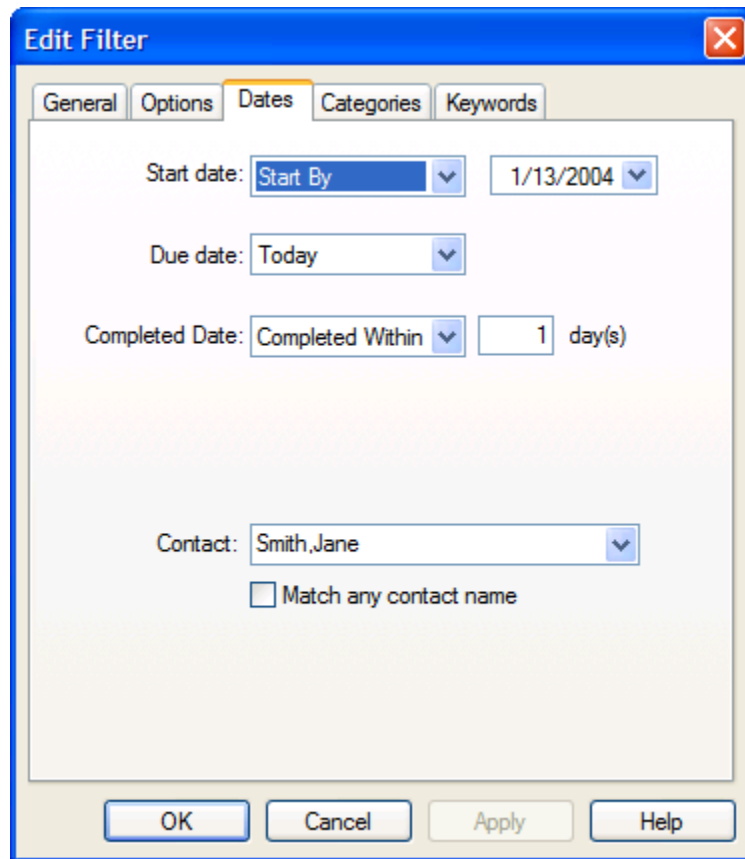 Edit Filter
General Options Dates Categories Keywords
Start date: Start By 1/13/2004
Due date: Today
Completed Date: Completed Within 1 day(s)
Contact: Smith,Jane
Match any contact name
OK Cancel Apply Help